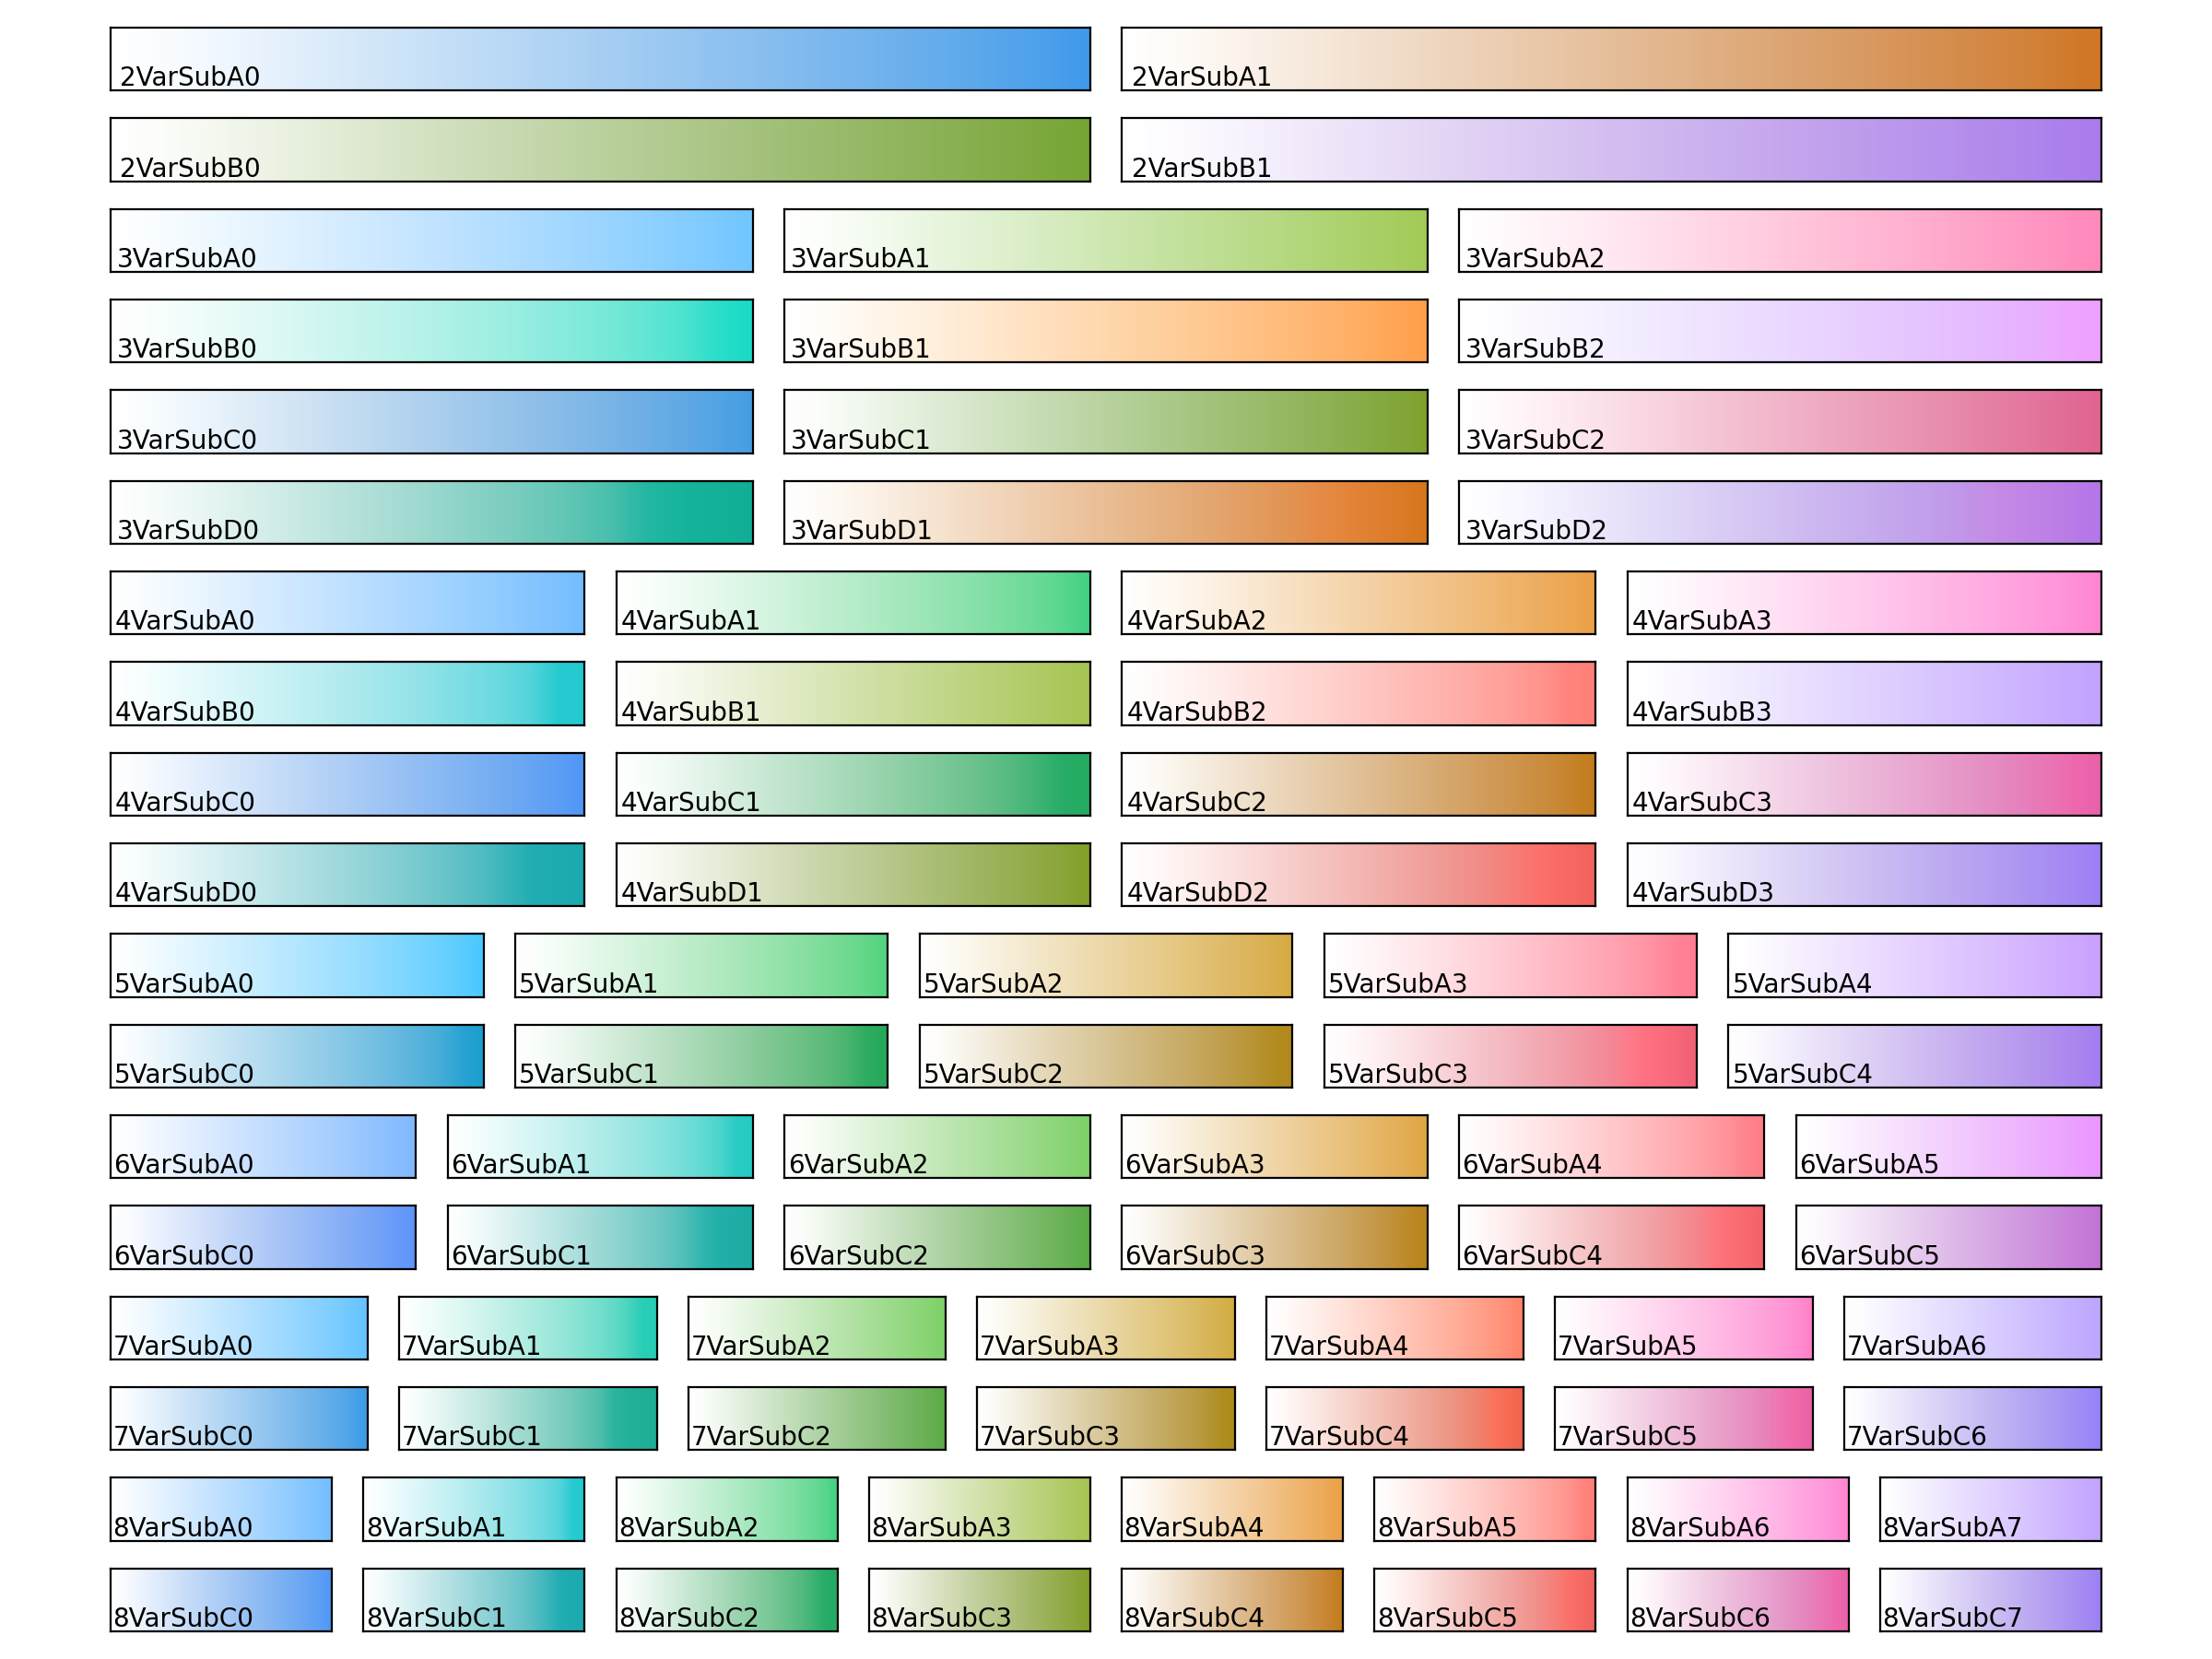 2VarSubA0 2VarSubA1
2VarSubB0 2VarSubB1
3VarSubA0 3VarSubA1 3VarSubA2
3VarSubB0 3VarSubB1 3VarSubB2
3VarSubC0 3VarSubC1 3VarSubC2
3VarSubD0 3VarSubD1 3VarSubD2
4VarSubA0 4VarSubA1 4VarSubA2 4VarSubA3
4VarSubB0 4VarSubB1 4VarSubB2 4VarSubB3
4VarSubC0 4VarSubC1 4VarSubC2 4VarSubC3
4VarSubD0 4VarSubD1 4VarSubD2 4VarSubD3
5VarSubA0 5VarSubA1 5VarSubA2 5VarSubA3 5VarSubA4
5VarSubC0 5VarSubC1 5VarSubC2 5VarSubC3 5VarSubC4
6VarSubA0 6VarSubA1 6VarSubA2 6VarSubA3 6VarSubA4 6VarSubA5
6VarSubC0 6VarSubC1 6VarSubC2 6VarSubC3 6VarSubC4 6VarSubC5
7VarSubA0 7VarSubA1 7VarSubA2 7VarSubA3 7VarSubA4 7VarSubA5 7VarSubA6
7VarSubC0 7VarSubC1 7VarSubC2 7VarSubC3 7VarSubC4 7VarSubC5 7VarSubC6
8VarSubA0 8VarSubA1 8VarSubA2 8VarSubA3 8VarSubA4 8VarSubA5 8VarSubA6 8VarSubA7
8VarSubC0 8VarSubC1 8VarSubC2 8VarSubC3 8VarSubC4 8VarSubC5 8VarSubC6 8VarSubC7